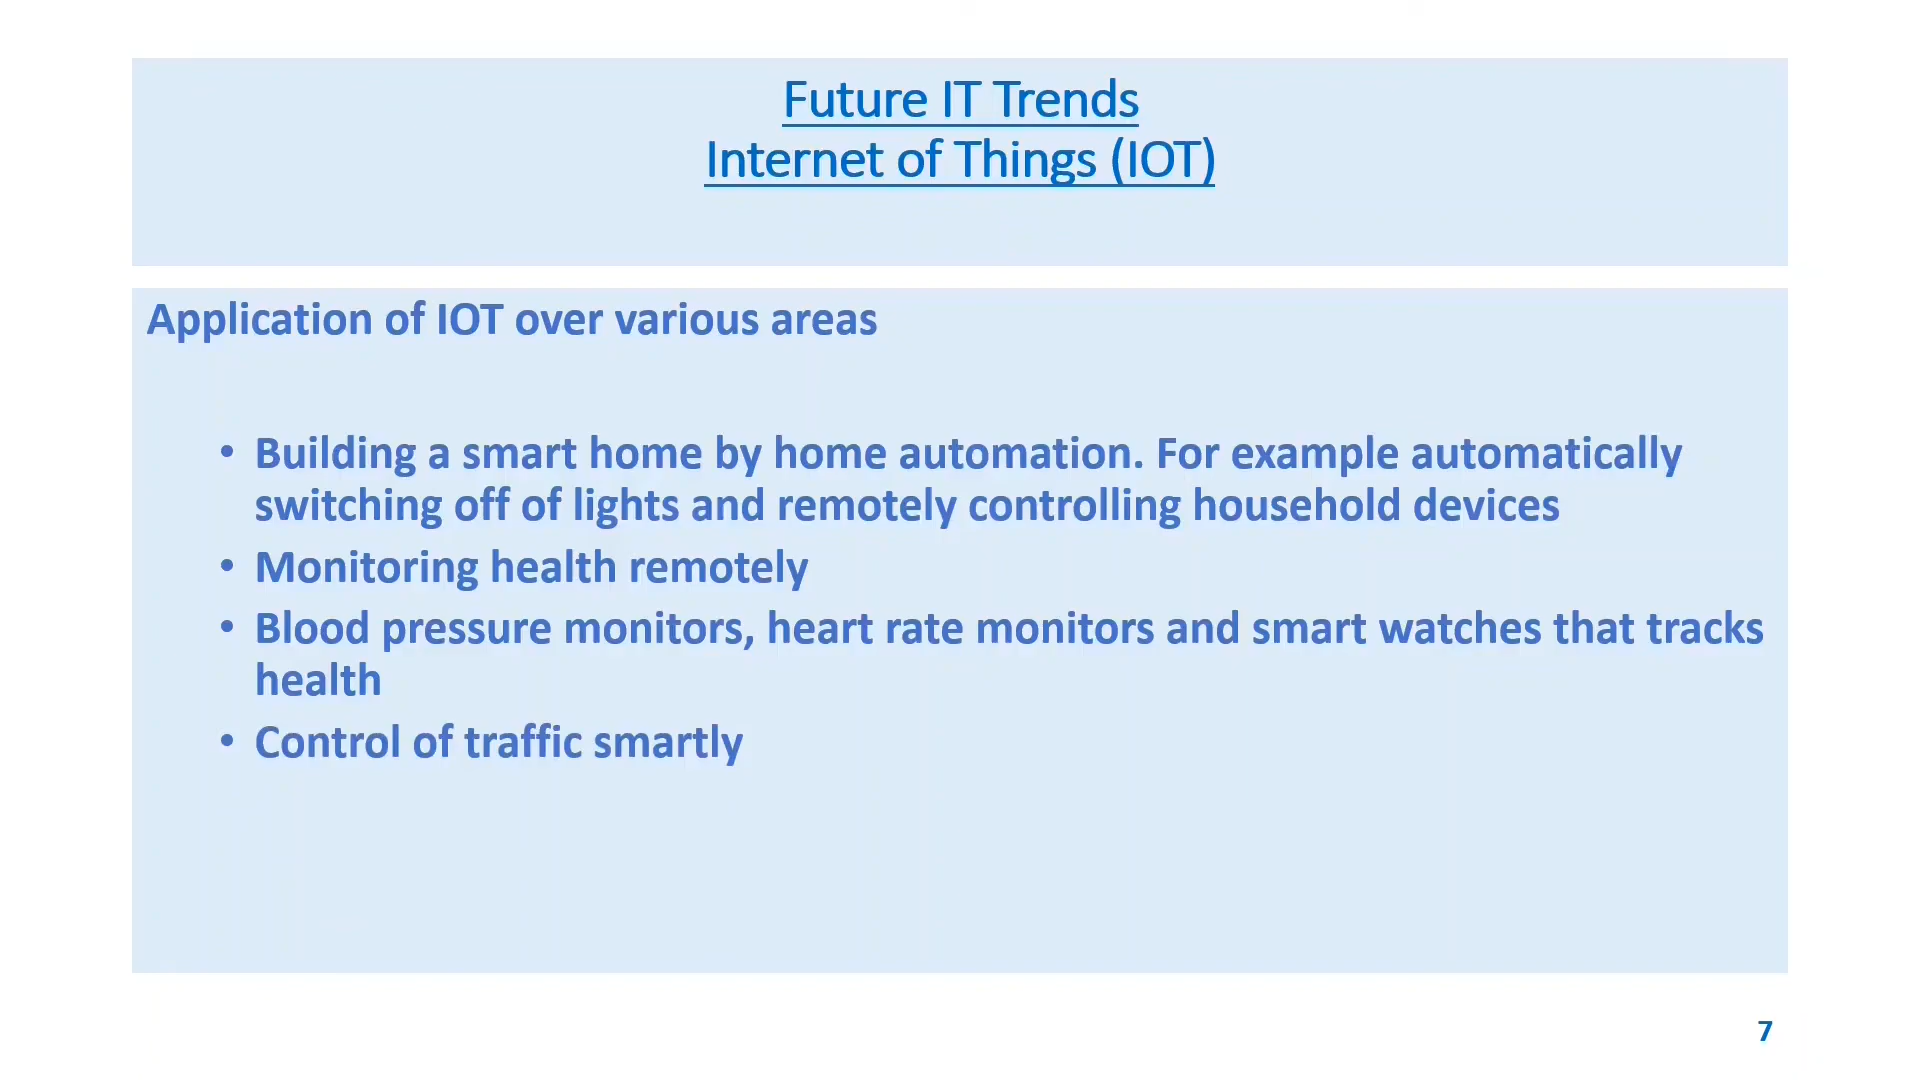 Future IT Trends
Internet of Things (IOT)
Application of IOT over various areas
• Building a smart home by home automation. For example automatically
switching off of lights and remotely controlling household devices
• Monitoring health remotely
• Blood pressure monitors, heart rate monitors and smart watches that tracks
health
• Control of traffic smartly
7